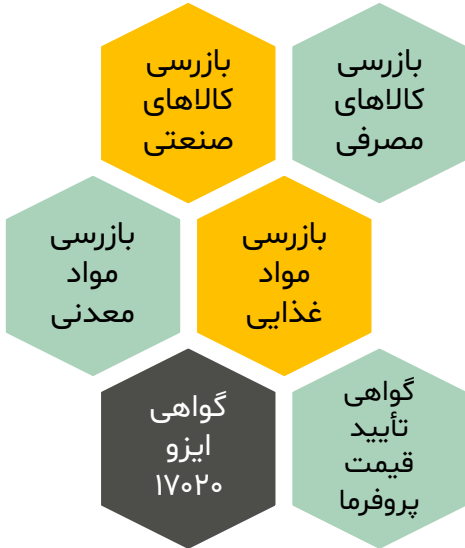 بازرسی
کالاهای
مصرفی
بازرسی
کالاهای
صنعتی
بازرسی
مواد
غذایی
بازرسی
مواد
معدنی
گواهی
تأیید
قیمت
پروفرما
گواهی
ایزو
۱۷۰۲۰